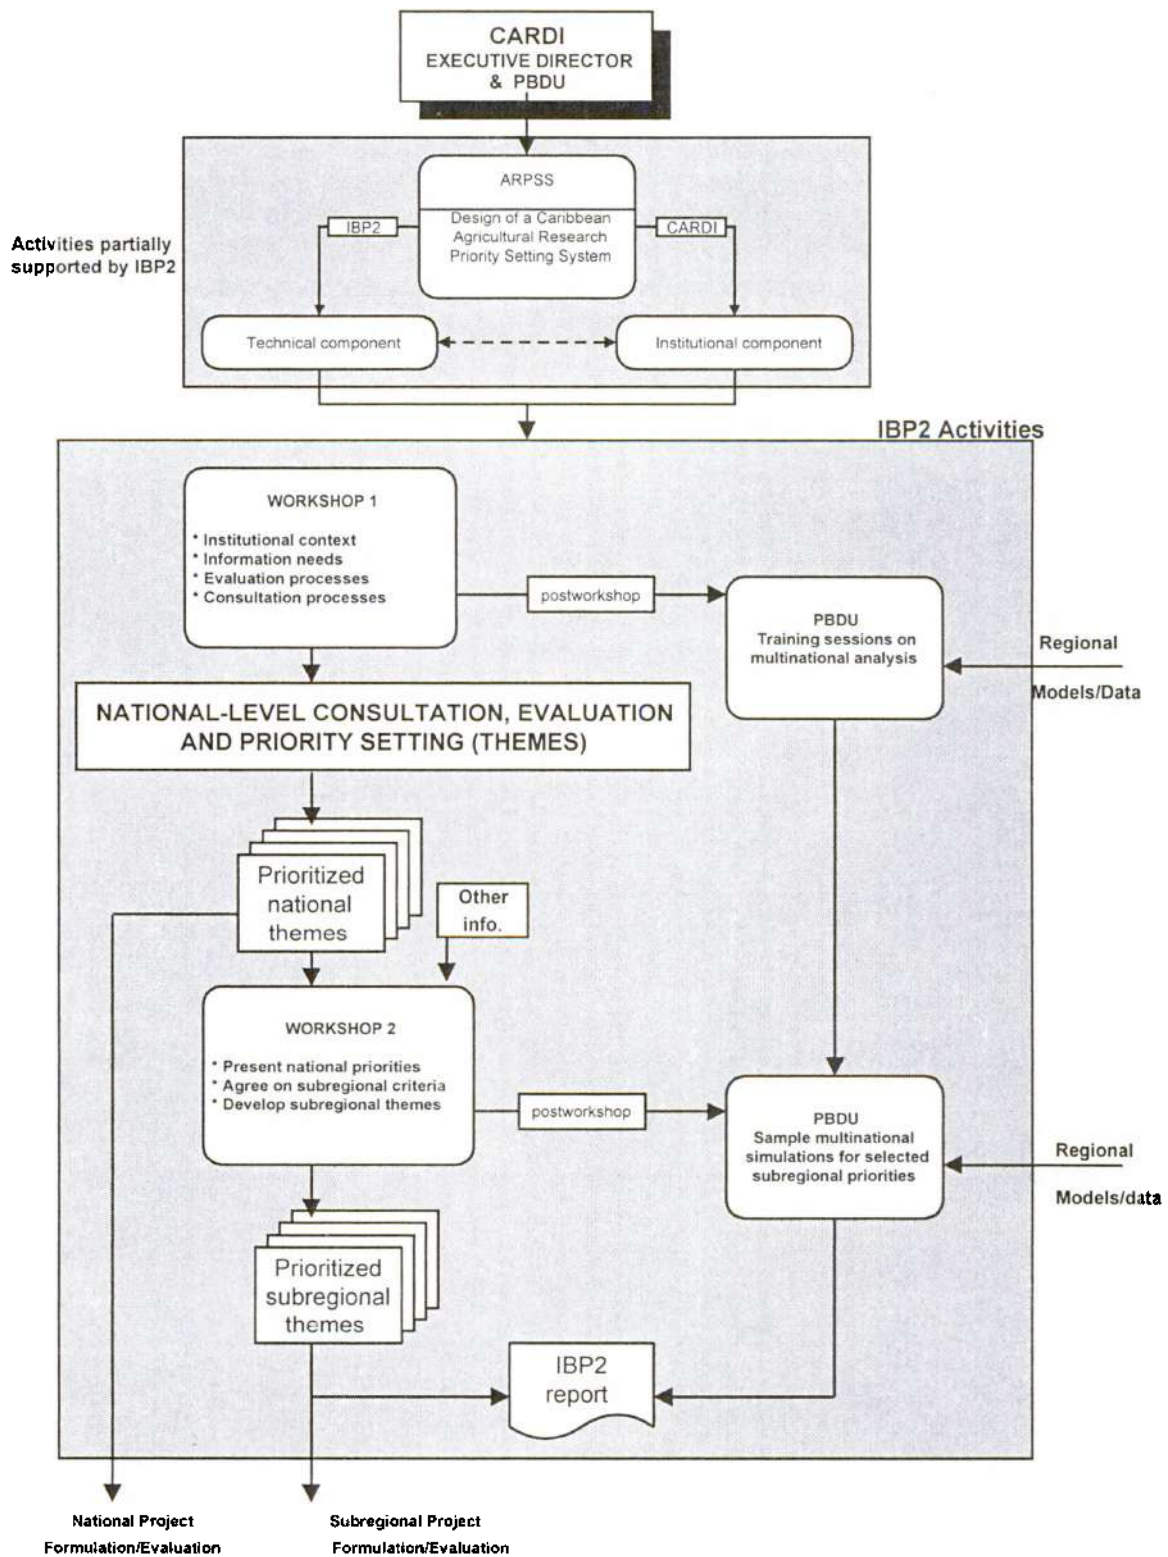 CARDI
EXECUTIVE DIRECTOR
& PBDU
ARPSS
Design of a Caribbean
Agricultural Research
Priority Setting System
IBP2
CARDI
Activities partially
supported by IBP2
Technical component
Institutional component
IBP2 Activities
WORKSHOP 1
* Institutional context
* Information needs
* Evaluation processes
* Consultation processes
postworkshop
PBDU
Training sessions on
multinational analysis
Regional
Models/Data
NATIONAL-LEVEL CONSULTATION, EVALUATION
AND PRIORITY SETTING (THEMES)
Prioritized
national
themes
Other
info.
WORKSHOP 2
* Present national priorities
* Agree on subregional criteria
* Develop subregional themes
postworkshop
PBDU
Sample multinational
simulations for selected
subregional priorities
Regional
Models/data
Prioritized
subregional
themes
IBP2
report
National Project
Formulation/Evaluation
Subregional Project
Formulation/Evaluation